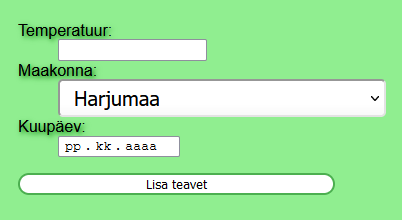 Temperatuur:
Maakonna:
Harjumaa
Kuupäev:
pp . kk . aaaa
Lisa teavet